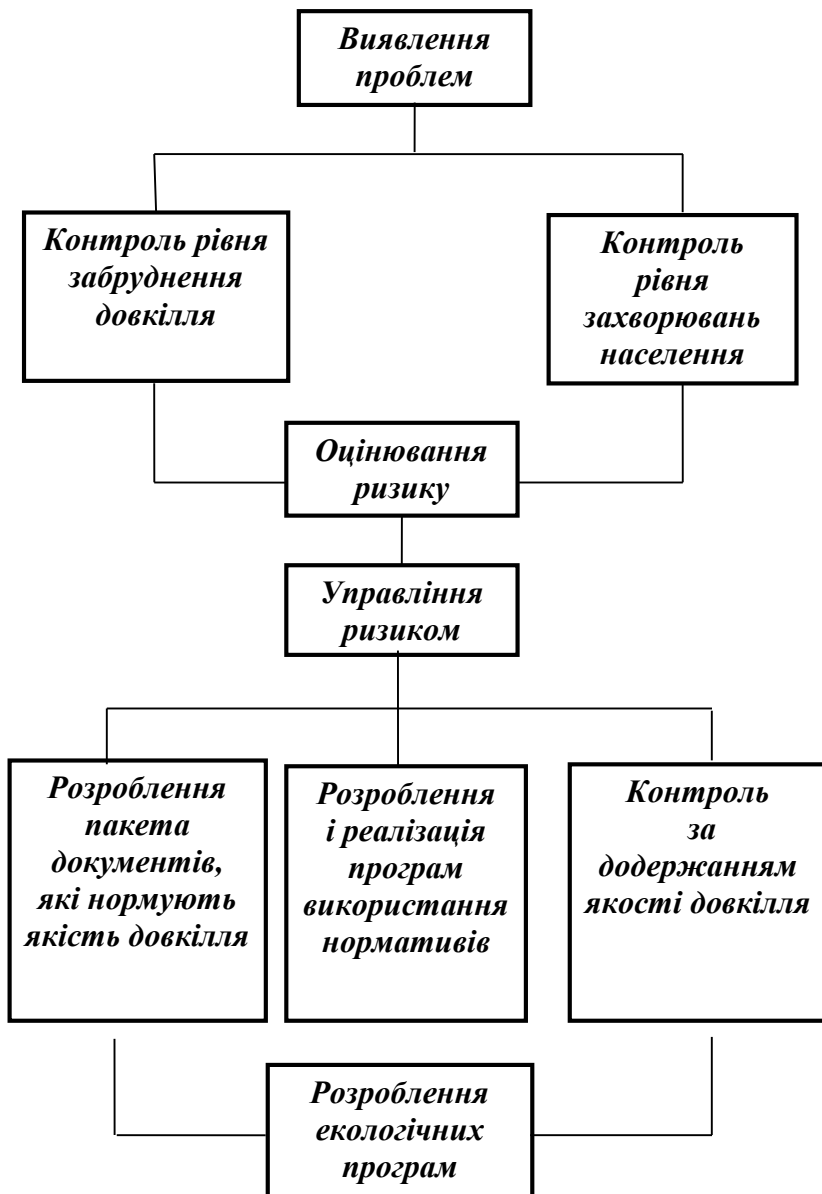 Виявлення
проблем
Контроль рівня
забруднення
довкілля
Контроль
рівня
захворювань
населення
Оцінювання
ризику
Управління
ризиком
Розроблення
пакета
документів,
які нормують
якість довкілля
Розроблення
і реалізація
програм
використання
нормативів
Контроль
за
додержанням
якості довкілля
Розроблення
екологічних
програм